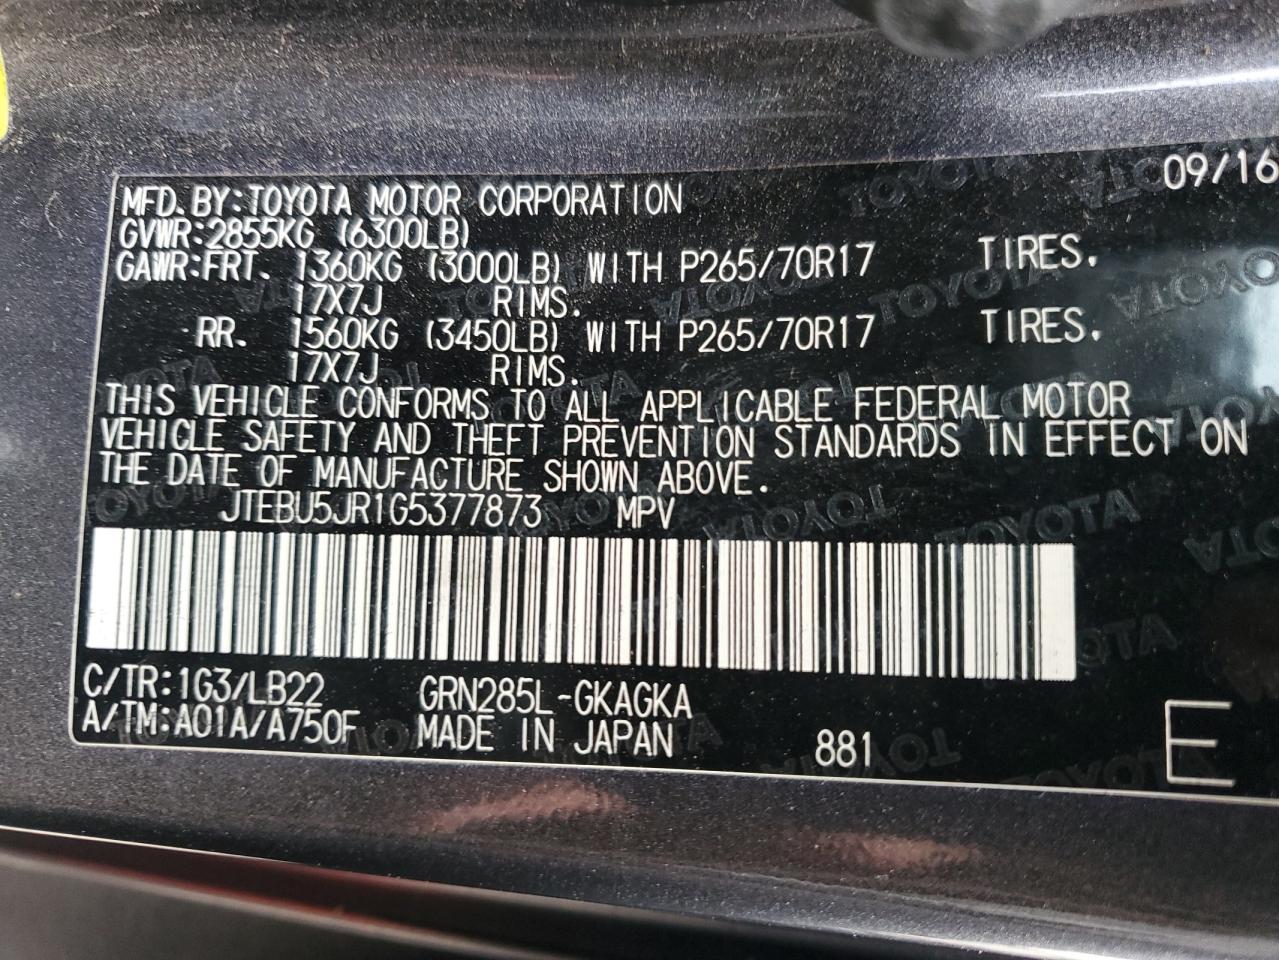 09/16
MFD. BY:TOYOTA MOTOR CORPORATION
GVWR:2855KG (6300LB)
GAWR:FRT. 1360KG (3000LB) WITH P265/70R17 TIRES.
17X7J RIMS.
RR. 1560KG (3450LB) WITH P265/70R17 TIRES.
17X7J RIMS.
THIS VEHICLE CONFORMS TO ALL APPLICABLE FEDERAL MOTOR
VEHICLE SAFETY AND THEFT PREVENTION STANDARDS IN EFFECT ON
THE DATE OF MANUFACTURE SHOWN ABOVE.
JTEBU5JR1G5377873 MPV
C/TR:1G3/LB22 GRN285L-GKAGKA
A/TM:A01A/A750F MADE IN JAPAN 881
E